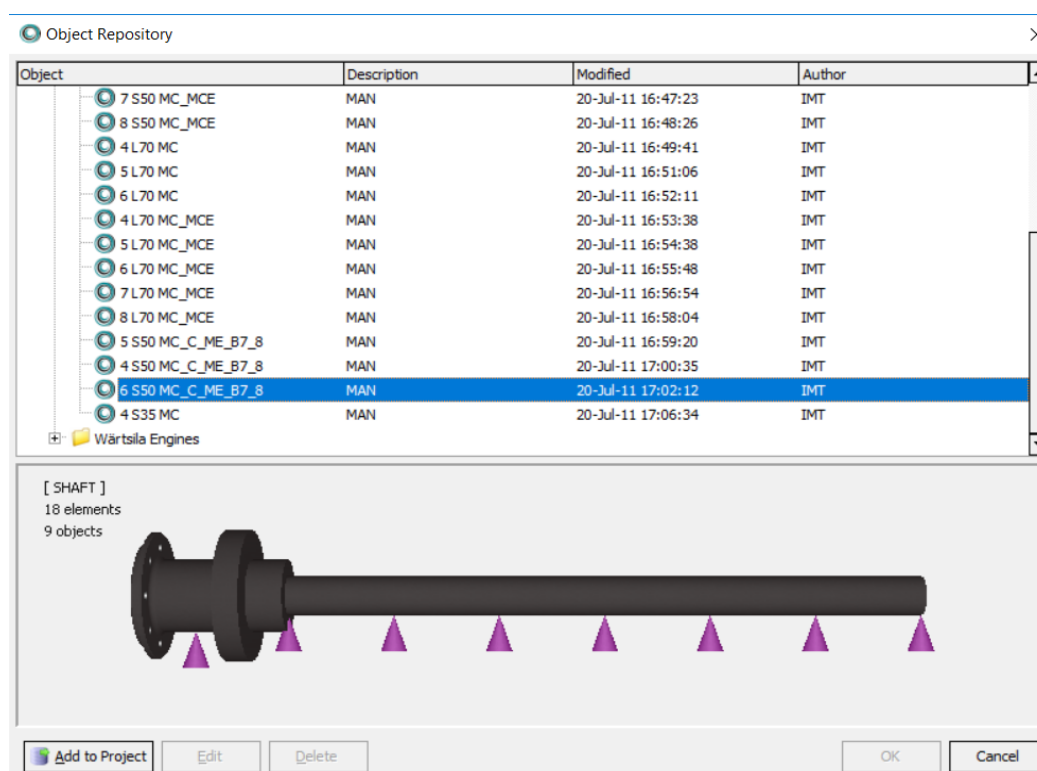 Object Repository
Object Description Modified Author
7 S50 MC_MCE MAN 20-Jul-11 16:47:23 IMT
8 S50 MC_MCE MAN 20-Jul-11 16:48:26 IMT
4 L70 MC MAN 20-Jul-11 16:49:41 IMT
5 L70 MC MAN 20-Jul-11 16:51:06 IMT
6 L70 MC MAN 20-Jul-11 16:52:11 IMT
4 L70 MC_MCE MAN 20-Jul-11 16:53:38 IMT
5 L70 MC_MCE MAN 20-Jul-11 16:54:38 IMT
6 L70 MC_MCE MAN 20-Jul-11 16:55:48 IMT
7 L70 MC_MCE MAN 20-Jul-11 16:56:54 IMT
8 L70 MC_MCE MAN 20-Jul-11 16:58:04 IMT
5 S50 MC_C_ME_B7_8 MAN 20-Jul-11 16:59:20 IMT
4 S50 MC_C_ME_B7_8 MAN 20-Jul-11 17:00:35 IMT
6 S50 MC_C_ME_B7_8 MAN 20-Jul-11 17:02:12 IMT
4 S35 MC MAN 20-Jul-11 17:06:34 IMT
Wärtsila Engines
[ SHAFT ]
18 elements
9 objects
Add to Project Edit Delete OK Cancel